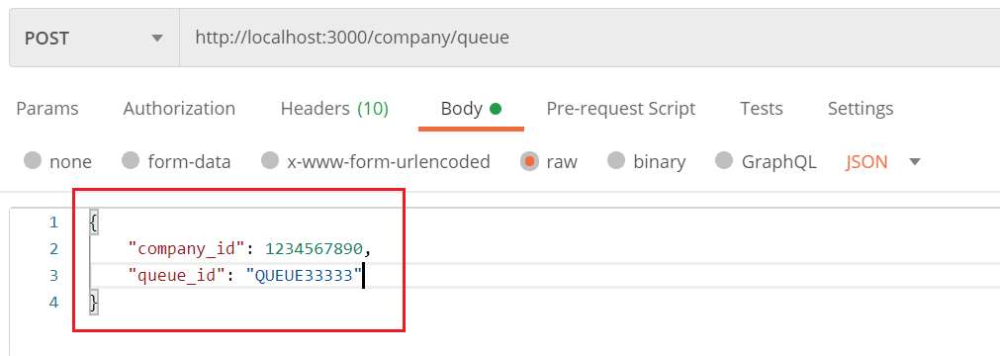 POST http://localhost:3000/company/queue
Params Authorization Headers (10) Body Pre-request Script Tests Settings
none form-data x-www-form-urlencoded raw binary GraphQL JSON
1 {
2 "company_id": 1234567890,
3 "queue_id": "QUEUE33333"
4 }